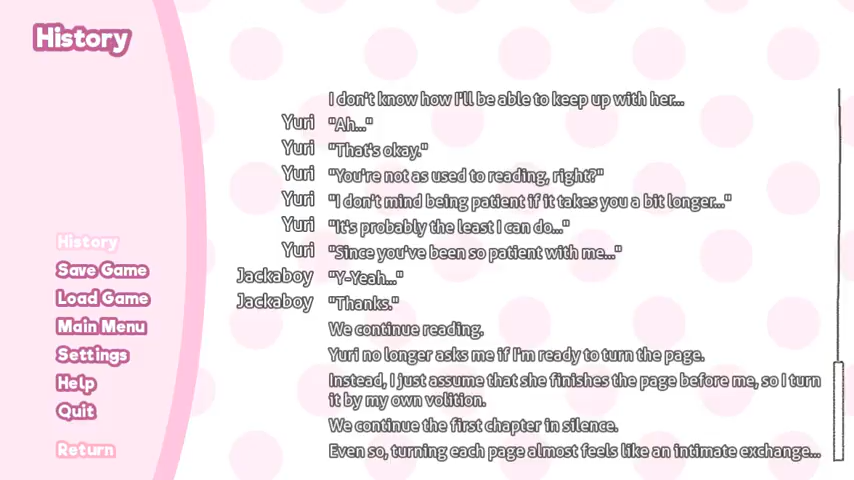 History
I don't know how I'll be able to keep up with her...
Yuri "Ah..."
Yuri "That's okay."
Yuri "You're not as used to reading, right?"
Yuri "I don't mind being patient if it takes you a bit longer..."
Yuri "It's probably the least I can do..."
Yuri "Since you've been so patient with me..."
Jackaboy "Y-Yeah..."
Jackaboy "Thanks."
We continue reading.
Yuri no longer asks me if I'm ready to turn the page.
Instead, I just assume that she finishes the page before me, so I turn
it by my own volition.
We continue the first chapter in silence.
Even so, turning each page almost feels like an intimate exchange...
History
Save Game
Load Game
Main Menu
Settings
Help
Quit
Return